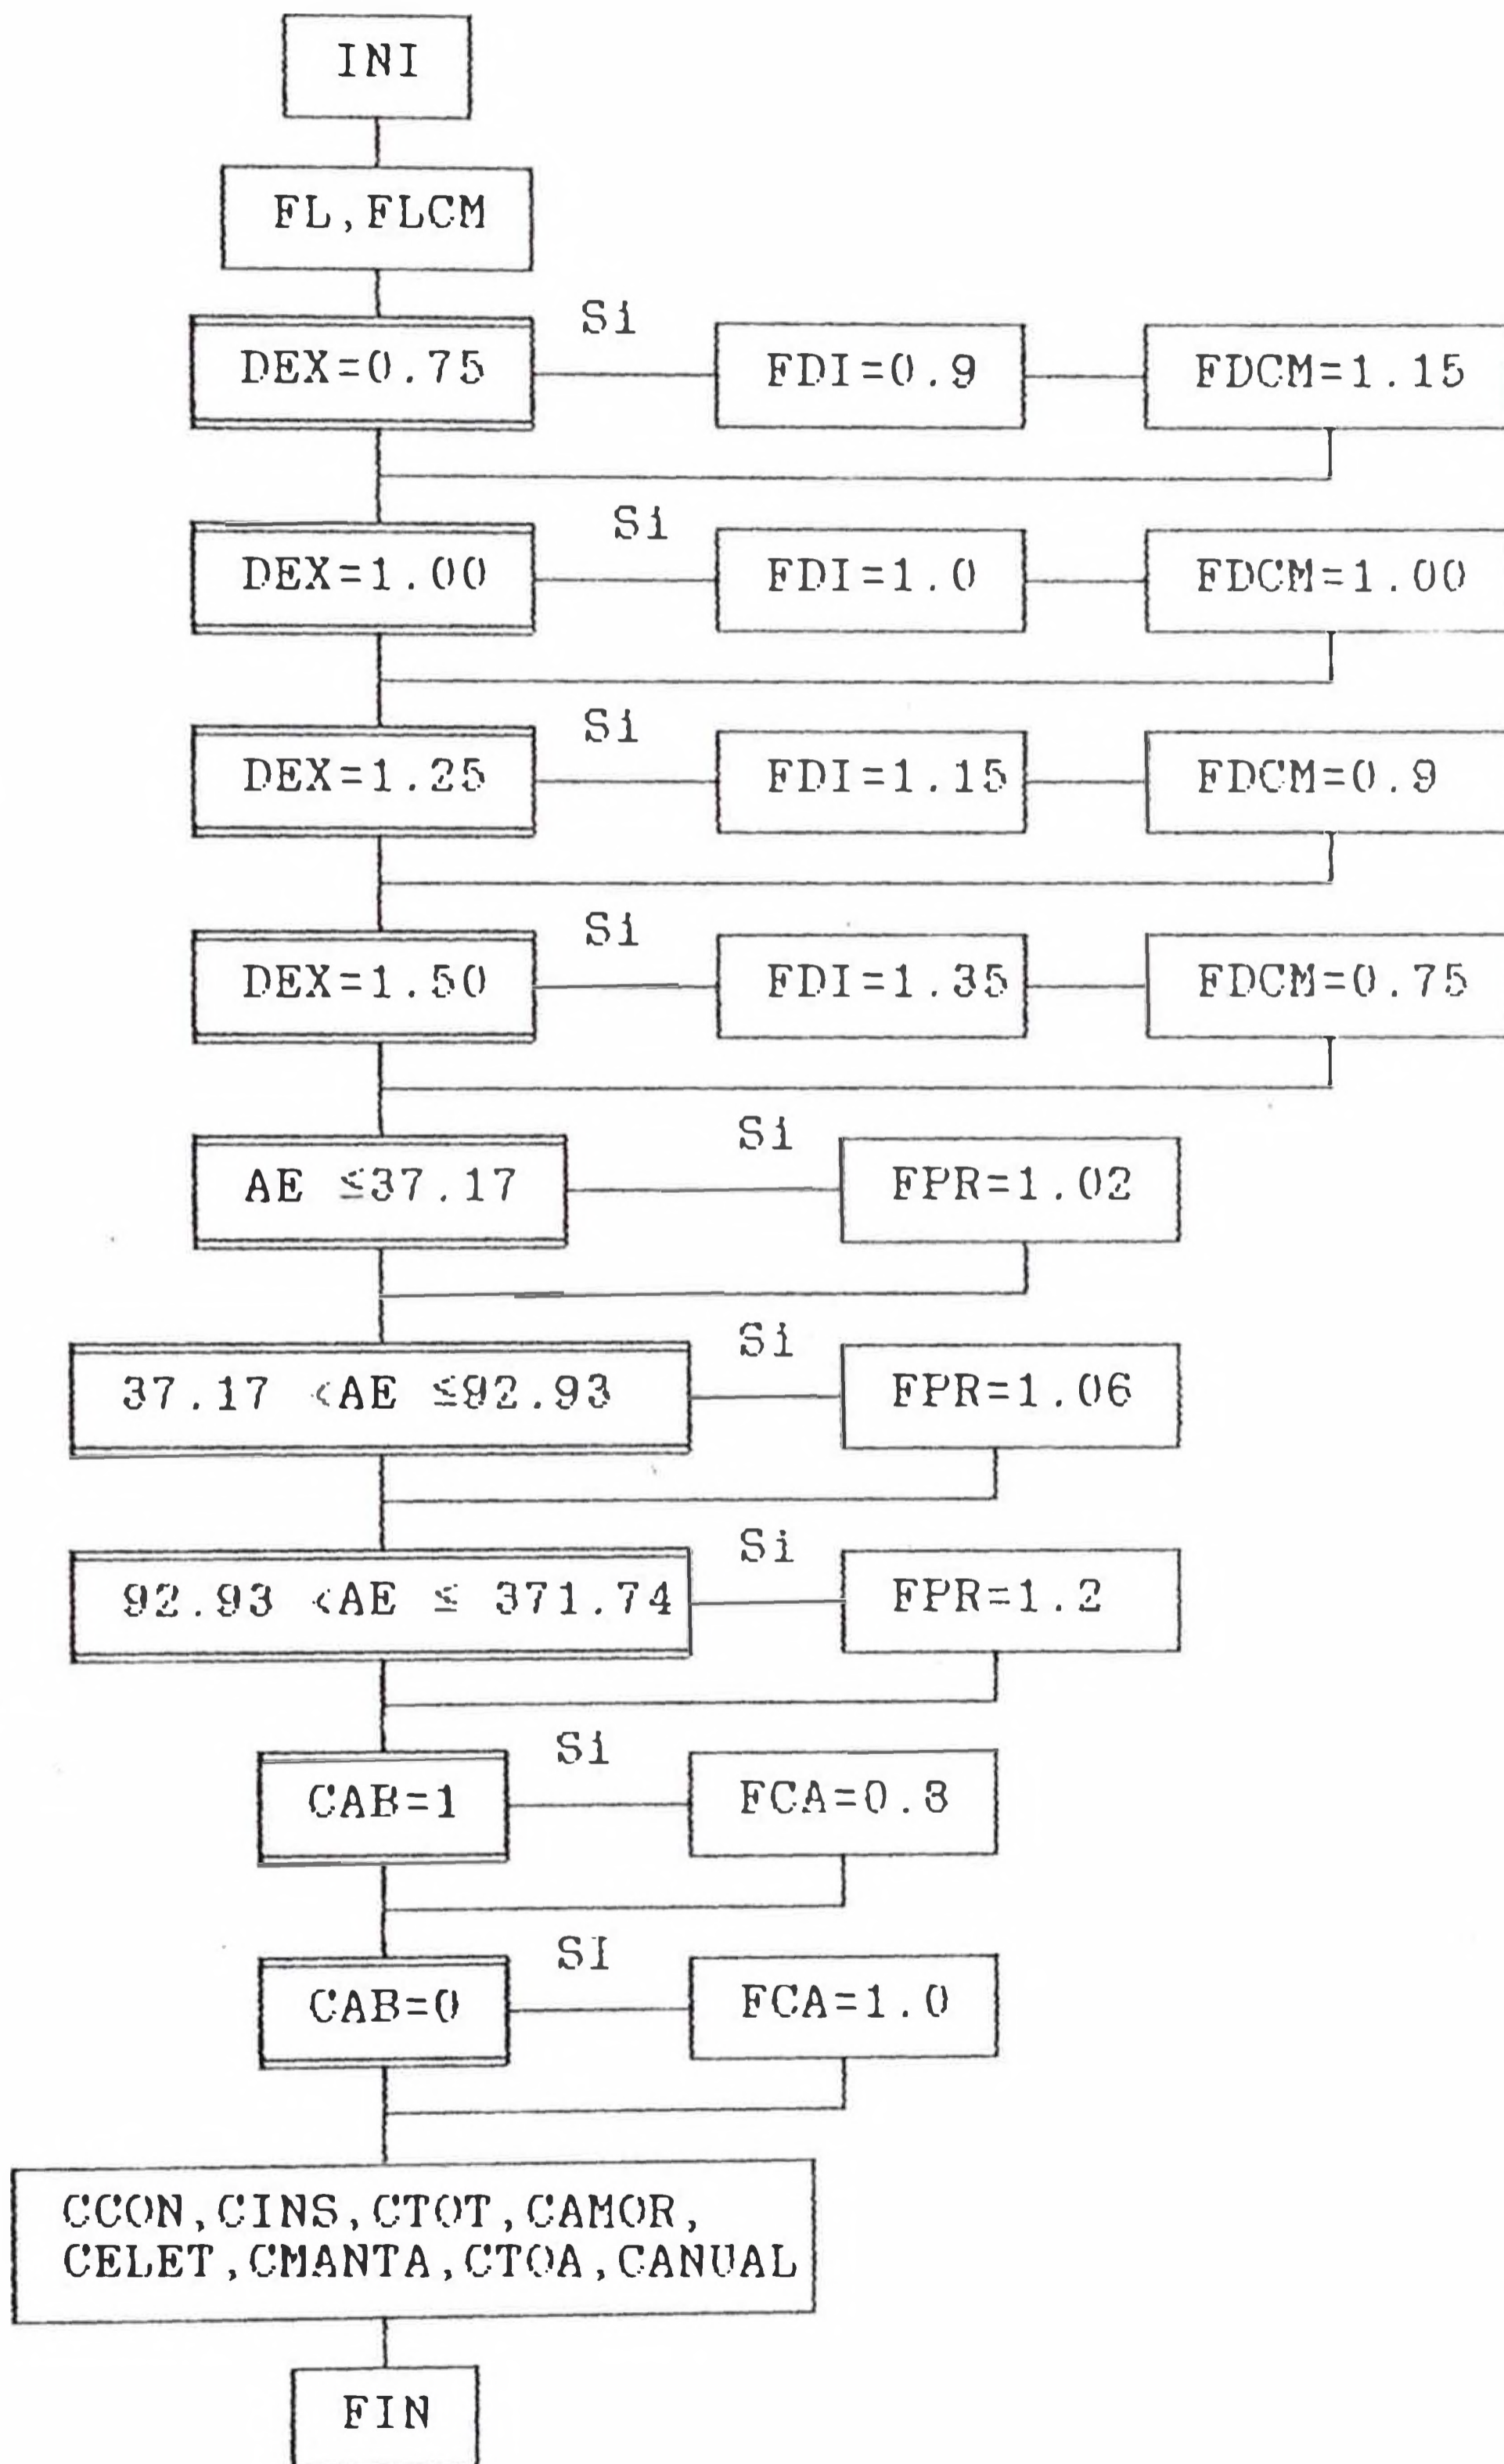 INI
FL,FLCM
Si
DEX=0.75
FDI=0.9
FDCM=1.15
Si
DEX=1.00
FDI=1.0
FDCM=1.00
Si
DEX=1.25
FDI=1.15
FDCM=0.9
Si
DEX=1.50
FDI=1.35
FDCM=0.75
Si
AE ≤37.17
FPR=1.02
Si
37.17 <AE ≤92.93
FPR=1.06
Si
92.93 <AE ≤ 371.74
FPR=1.2
Si
CAB=1
FCA=0.8
SI
CAB=0
FCA=1.0
CCON,CINS,CTOT,CAMOR,
CELET,CMANTA,CTOA,CANUAL
FIN